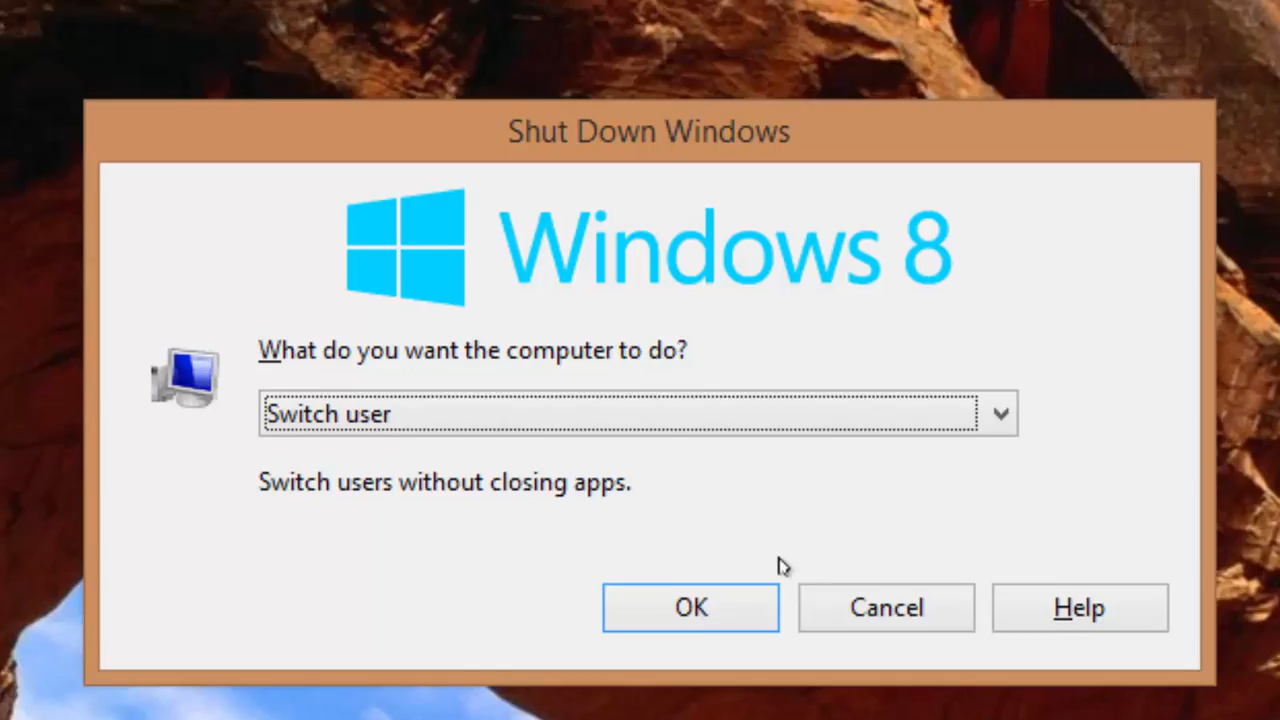 Shut Down Windows
Windows 8
What do you want the computer to do?
Switch user
Switch users without closing apps.
OK Cancel Help